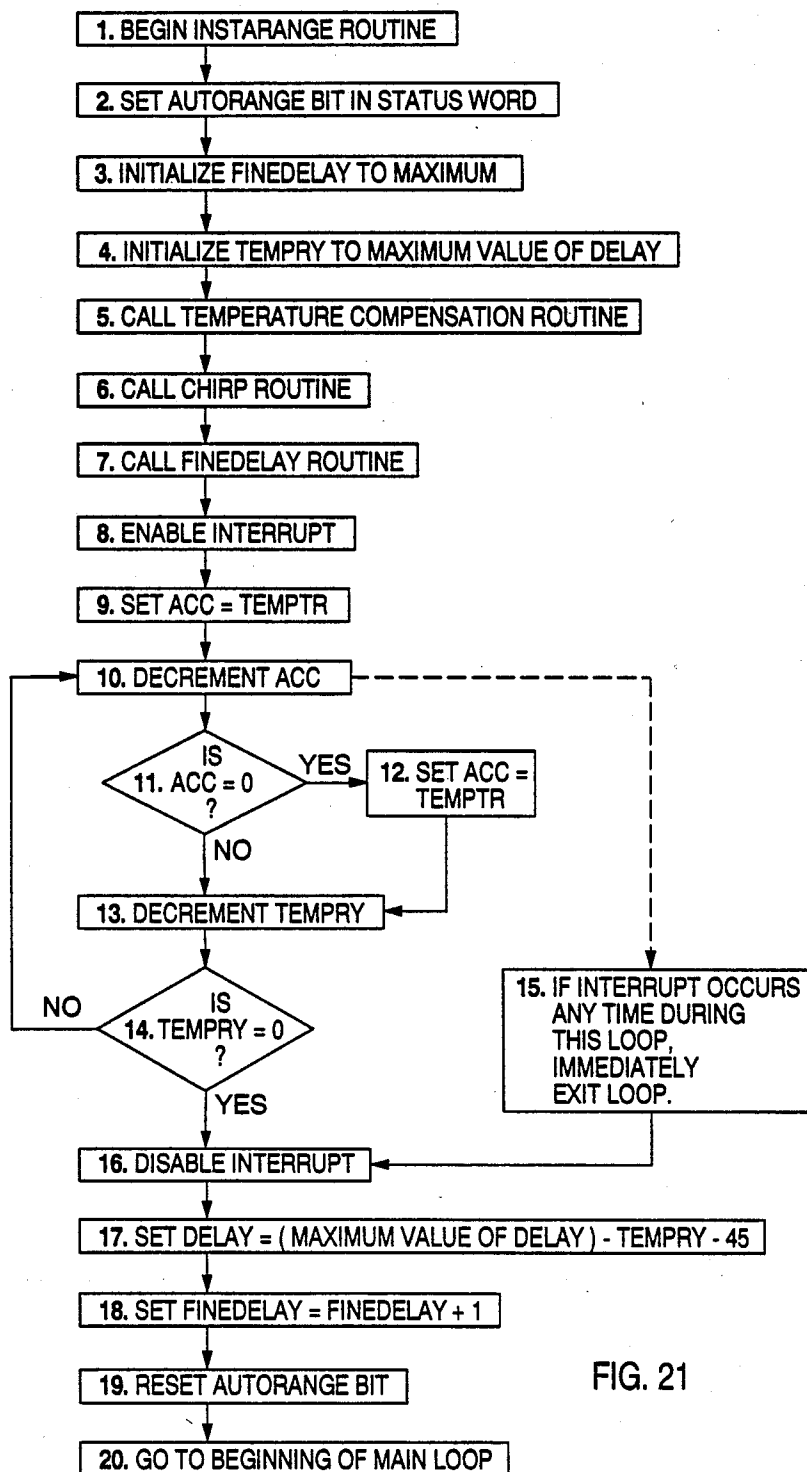 1. BEGIN INSTARANGE ROUTINE
2. SET AUTORANGE BIT IN STATUS WORD
3. INITIALIZE FINEDELAY TO MAXIMUM
4. INITIALIZE TEMPRY TO MAXIMUM VALUE OF DELAY
5. CALL TEMPERATURE COMPENSATION ROUTINE
6. CALL CHIRP ROUTINE
7. CALL FINEDELAY ROUTINE
8. ENABLE INTERRUPT
9. SET ACC = TEMPTR
10. DECREMENT ACC
IS
11. ACC = 0
?
YES
NO
12. SET ACC =
TEMPTR
13. DECREMENT TEMPRY
IS
14. TEMPRY = 0
?
NO
YES
15. IF INTERRUPT OCCURS
ANY TIME DURING
THIS LOOP,
IMMEDIATELY
EXIT LOOP.
16. DISABLE INTERRUPT
17. SET DELAY = ( MAXIMUM VALUE OF DELAY ) - TEMPRY - 45
18. SET FINEDELAY = FINEDELAY + 1
19. RESET AUTORANGE BIT
20. GO TO BEGINNING OF MAIN LOOP
FIG. 21